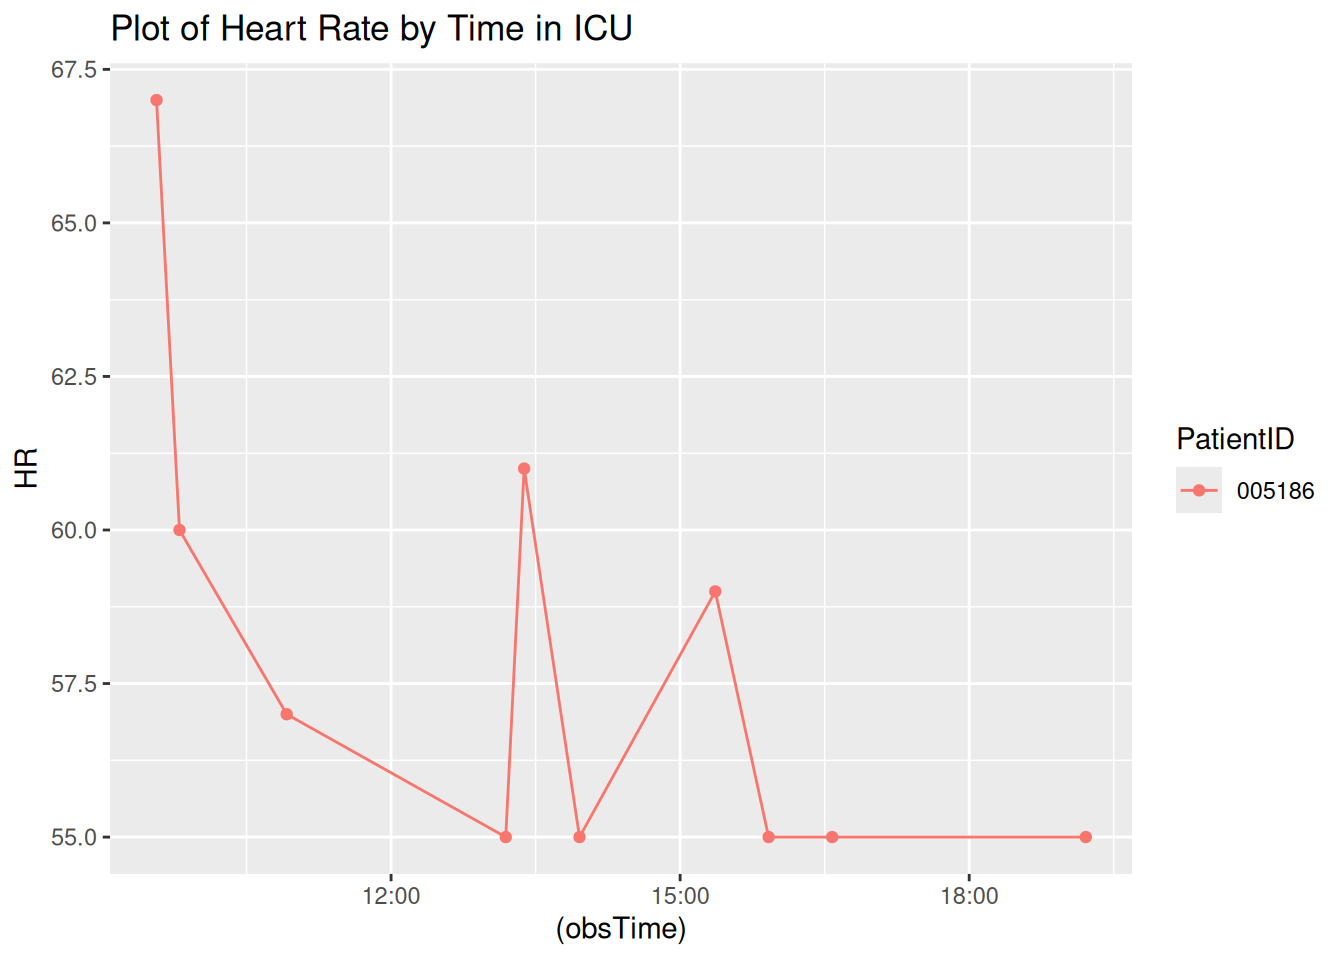 Plot of Heart Rate by Time in ICU
67.5
65.0
62.5
60.0
57.5
55.0
HR
12:00 15:00 18:00
(obsTime)
PatientID
005186